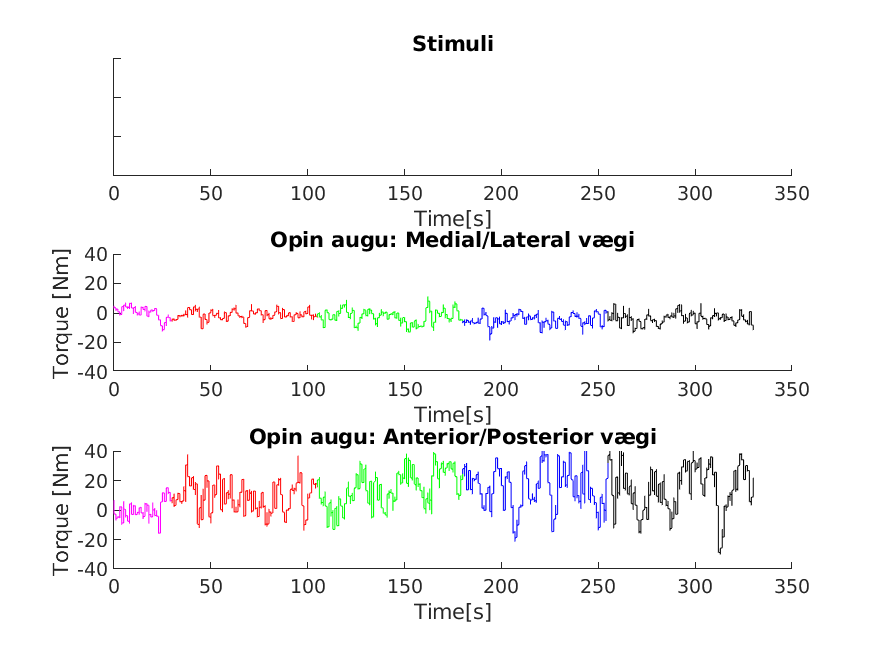 Stimuli
0 50 100 150 200 250 300 350
Time[s]
Opin augu: Medial/Lateral vægi
Torque [Nm]
40
20
0
-20
-40
0 50 100 150 200 250 300 350
Time[s]
Opin augu: Anterior/Posterior vægi
Torque [Nm]
40
20
0
-20
-40
0 50 100 150 200 250 300 350
Time[s]